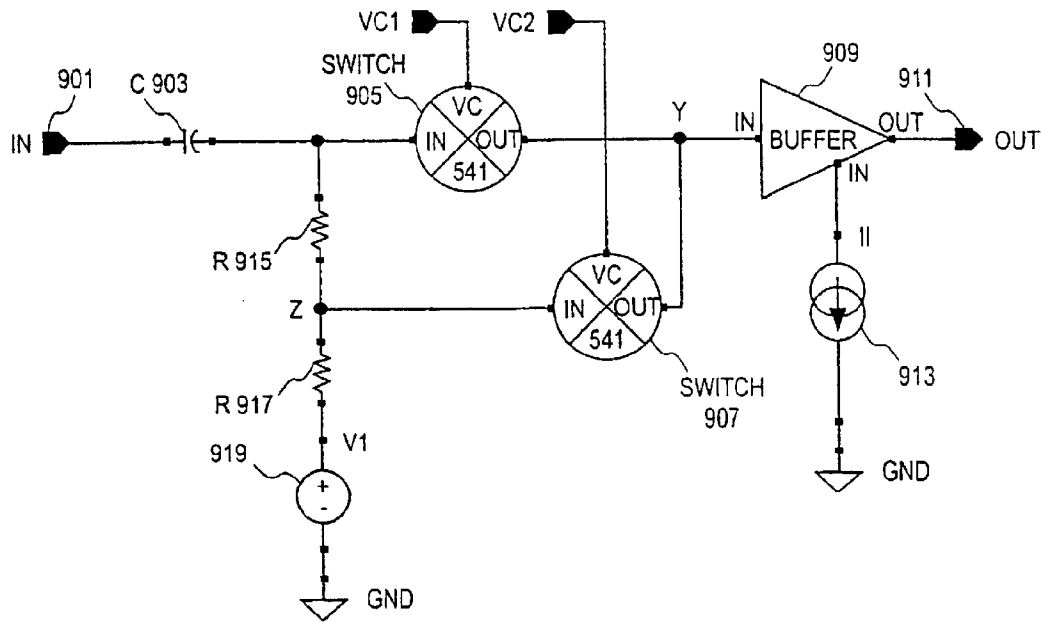 VC1
VC2
SWITCH
905
909
911
901
C 903
IN
VC
IN
OUT
541
Y
IN
BUFFER
OUT
OUT
IN
R 915
Z
VC
IN
OUT
541
II
913
SWITCH
907
R 917
V1
919
+
-
GND
GND